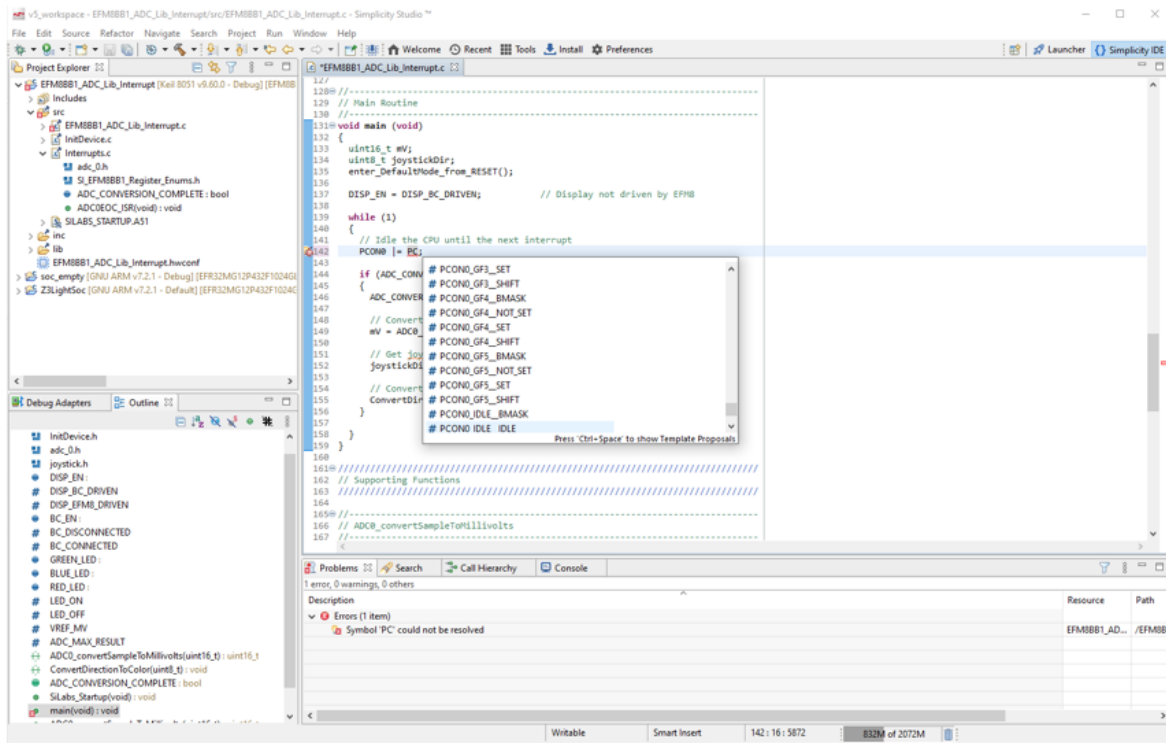 v5_workspace - EFM8BB1_ADC_Lib_Interrupt/src/EFM8BB1_ADC_Lib_Interrupt.c - Simplicity Studio ™
File Edit Source Refactor Navigate Search Project Run Window Help
Welcome Recent Tools Install Preferences
Launcher {} Simplicity IDE
Project Explorer
EFM8BB1_ADC_Lib_Interrupt [Keil 8051 v9.60.0 - Debug] [EFM8B
Includes
src
EFM8BB1_ADC_Lib_Interrupt.c
InitDevice.c
Interrupts.c
adc_0.h
SI_EFM8BB1_Register_Enums.h
ADC_CONVERSION_COMPLETE : bool
ADC0EOC_ISR(void) : void
SILABS_STARTUP.A51
inc
lib
EFM8BB1_ADC_Lib_Interrupt.hwconf
soc_empty [GNU ARM v7.2.1 - Debug] [EFR32MG12P432F1024GL
Z3LightSoc [GNU ARM v7.2.1 - Default] [EFR32MG12P432F1024G
Debug Adapters Outline
InitDevice.h
adc_0.h
joystick.h
DISP_EN :
DISP_BC_DRIVEN
DISP_EFM8_DRIVEN
BC_EN :
BC_DISCONNECTED
BC_CONNECTED
GREEN_LED :
BLUE_LED :
RED_LED :
LED_ON
LED_OFF
VREF_MV
ADC_MAX_RESULT
ADC0_convertSampleToMillivolts(uint16_t) : uint16_t
ConvertDirectionToColor(uint8_t) : void
ADC_CONVERSION_COMPLETE : bool
SiLabs_Startup(void) : void
main(void) : void
*EFM8BB1_ADC_Lib_Interrupt.c
127
128 //-----------------------------------------------------------------------------
129 // Main Routine
130 //-----------------------------------------------------------------------------
131 void main (void)
132 {
133 uint16_t mV;
134 uint8_t joystickDir;
135 enter_DefaultMode_from_RESET();
136
137 DISP_EN = DISP_BC_DRIVEN; // Display not driven by EFM8
138
139 while (1)
140 {
141 // Idle the CPU until the next interrupt
142 PCON0 |= PC;
143
144 if (ADC_CONV
145 {
146 ADC_CONVER
147
148 // Convert
149 mV = ADC0_
150
151 // Get joy
152 joystickDi
153
154 // Convert
155 ConvertDir
156 }
157
158 }
159 }
160
161 ///////////////////////////////////////////////////////////////////////////////
162 // Supporting Functions
163 ///////////////////////////////////////////////////////////////////////////////
164
165 //-----------------------------------------------------------------------------
166 // ADC0_convertSampleToMillivolts
167 //-----------------------------------------------------------------------------
# PCON0_GF3__SET
# PCON0_GF3__SHIFT
# PCON0_GF4__BMASK
# PCON0_GF4__NOT_SET
# PCON0_GF4__SET
# PCON0_GF4__SHIFT
# PCON0_GF5__BMASK
# PCON0_GF5__NOT_SET
# PCON0_GF5__SET
# PCON0_GF5__SHIFT
# PCON0_IDLE__BMASK
# PCON0_IDLE__IDLE
Press 'Ctrl+Space' to show Template Proposals
Problems Search Call Hierarchy Console
1 error, 0 warnings, 0 others
Description Resource Path
Errors (1 item)
Symbol 'PC' could not be resolved EFM8BB1_AD... /EFM8B
Writable Smart Insert 142 : 16 : 5872 832M of 2072M